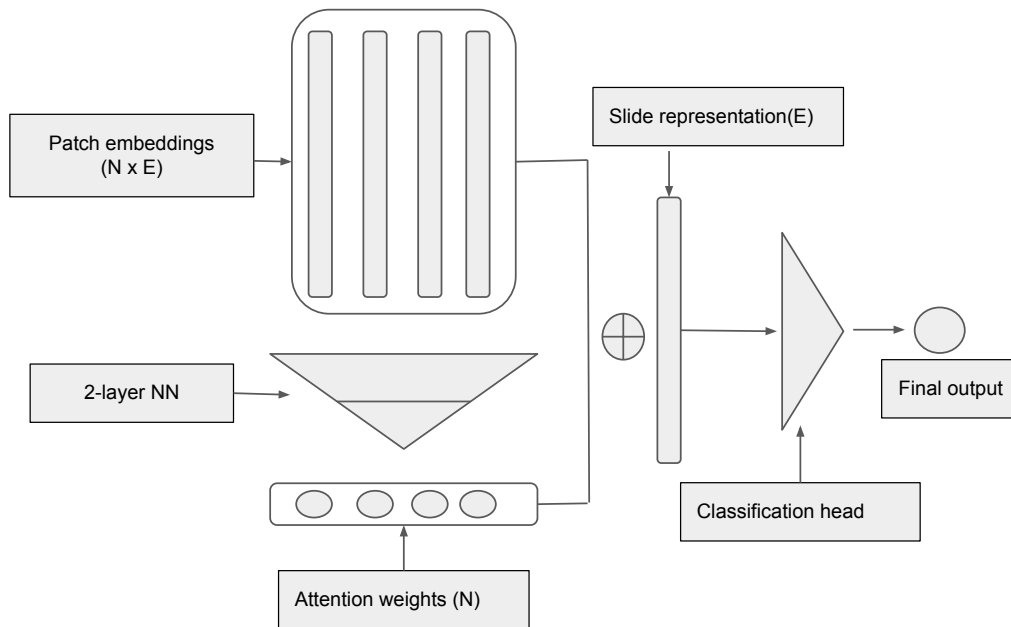 Patch embeddings
(N x E)
Slide representation(E)
2-layer NN
Final output
Classification head
Attention weights (N)